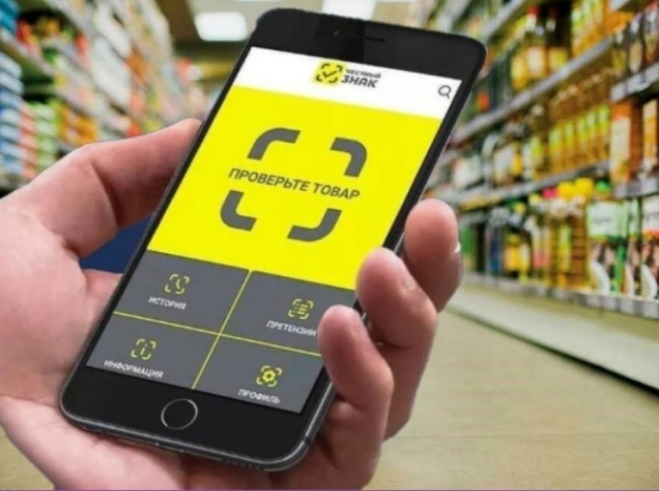 ЧЕСТНЫЙ
ЗНАК
ПРОВЕРЬТЕ ТОВАР
ИСТОРИЯ
ПРЕТЕНЗИИ
ИНФОРМАЦИЯ
ПРОФИЛЬ